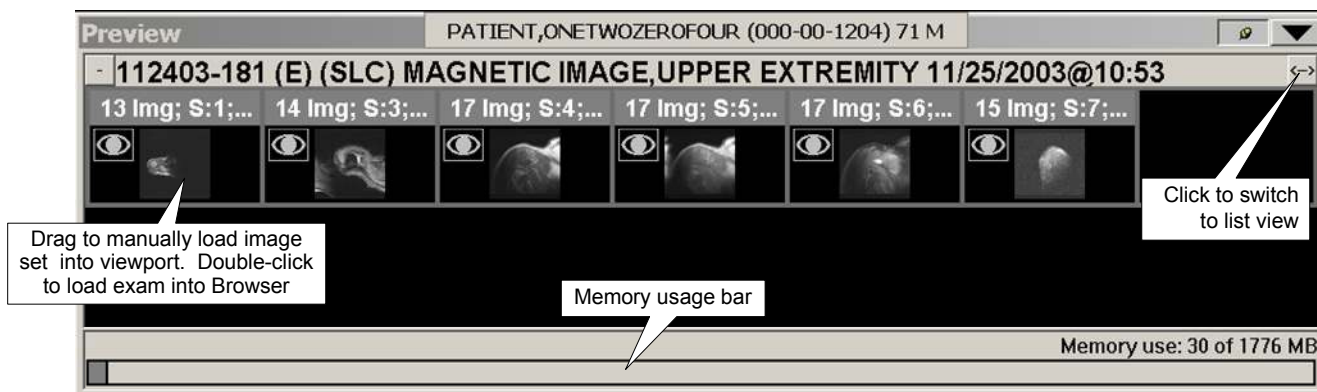 Preview
PATIENT,ONETWOZEROFOUR (000-00-1204) 71 M
- 112403-181 (E) (SLC) MAGNETIC IMAGE,UPPER EXTREMITY 11/25/2003@10:53 <-->
13 Img; S:1;... 14 Img; S:3;... 17 Img; S:4;... 17 Img; S:5;... 17 Img; S:6;... 15 Img; S:7;...
Click to switch
to list view
Drag to manually load image
set into viewport. Double-click
to load exam into Browser
Memory usage bar
Memory use: 30 of 1776 MB